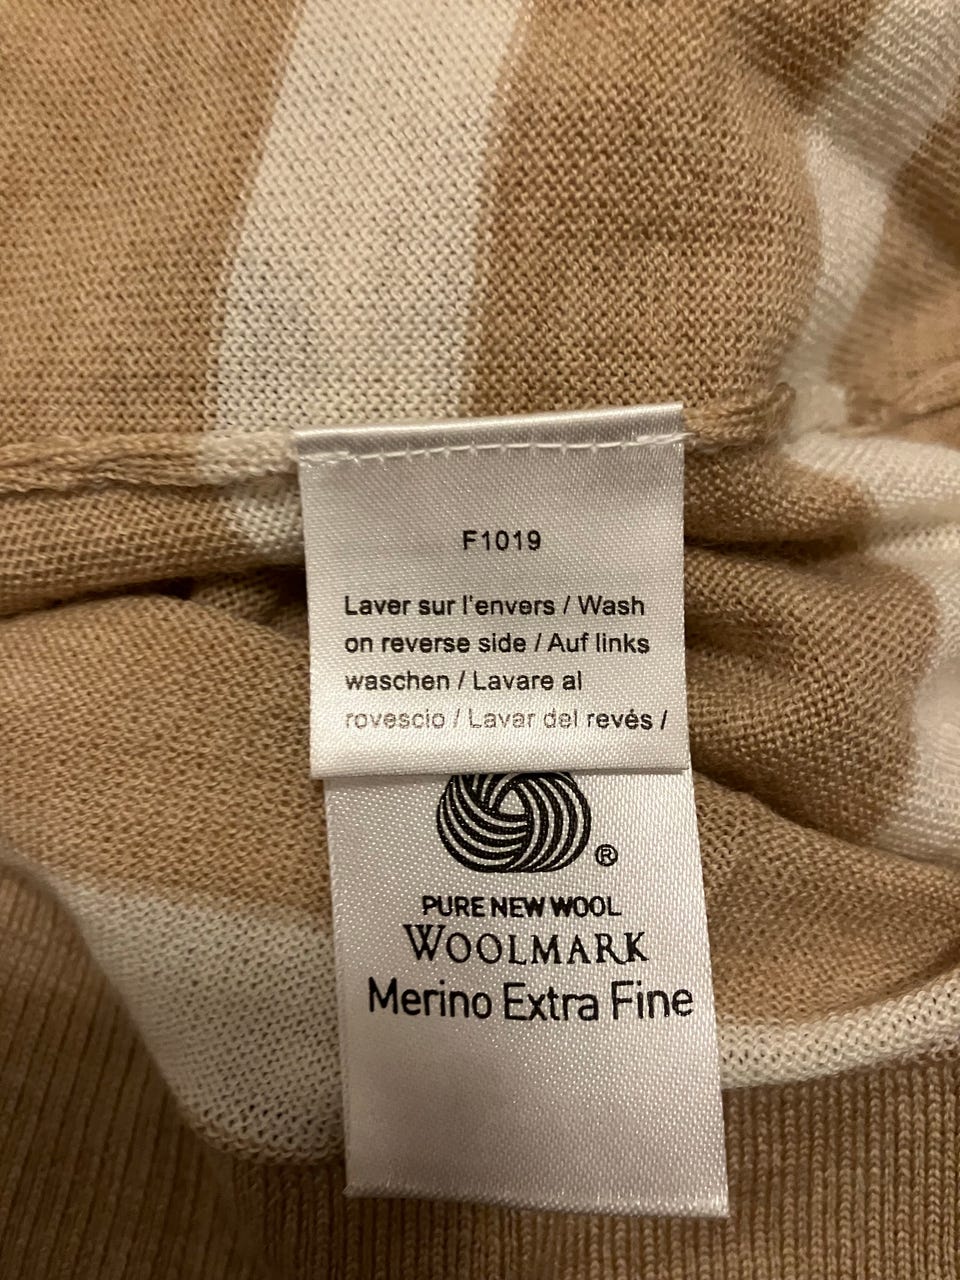 F1019
Laver sur l'envers / Wash
on reverse side / Auf links
waschen / Lavare al
rovescio / Lavar del revés /
®
PURE NEW WOOL
WOOLMARK
Merino Extra Fine